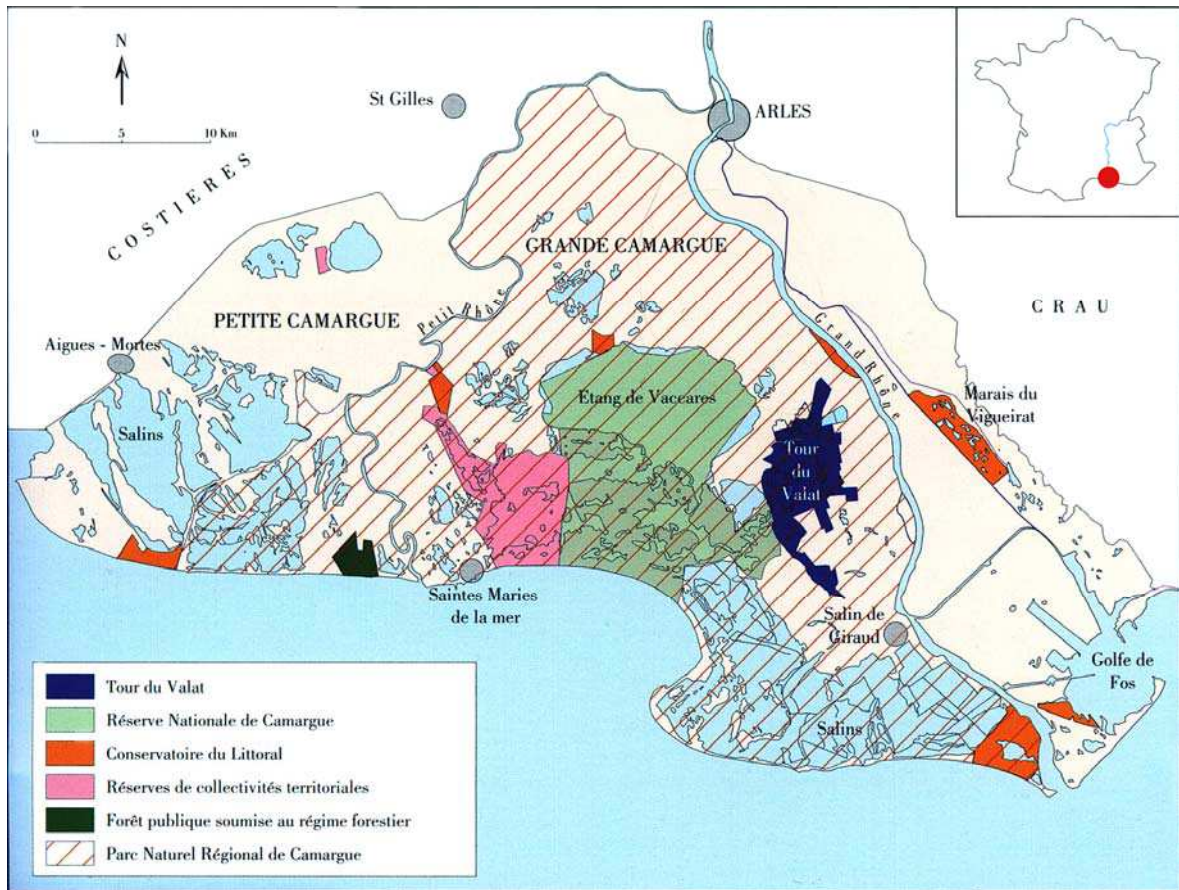 N
0 5 10 Km
St Gilles
ARLES
COSTIERES
GRANDE CAMARGUE
CRAU
PETITE CAMARGUE
Petit Rhône
Grand Rhône
Aigues - Mortes
Salins
Etang de Vaccares
Marais du
Vigueirat
Tour
du
Valat
Saintes Maries
de la mer
Salin de
Giraud
Golfe de
Fos
Salins
Tour du Valat
Réserve Nationale de Camargue
Conservatoire du Littoral
Réserves de collectivités territoriales
Forêt publique soumise au régime forestier
Parc Naturel Régional de Camargue